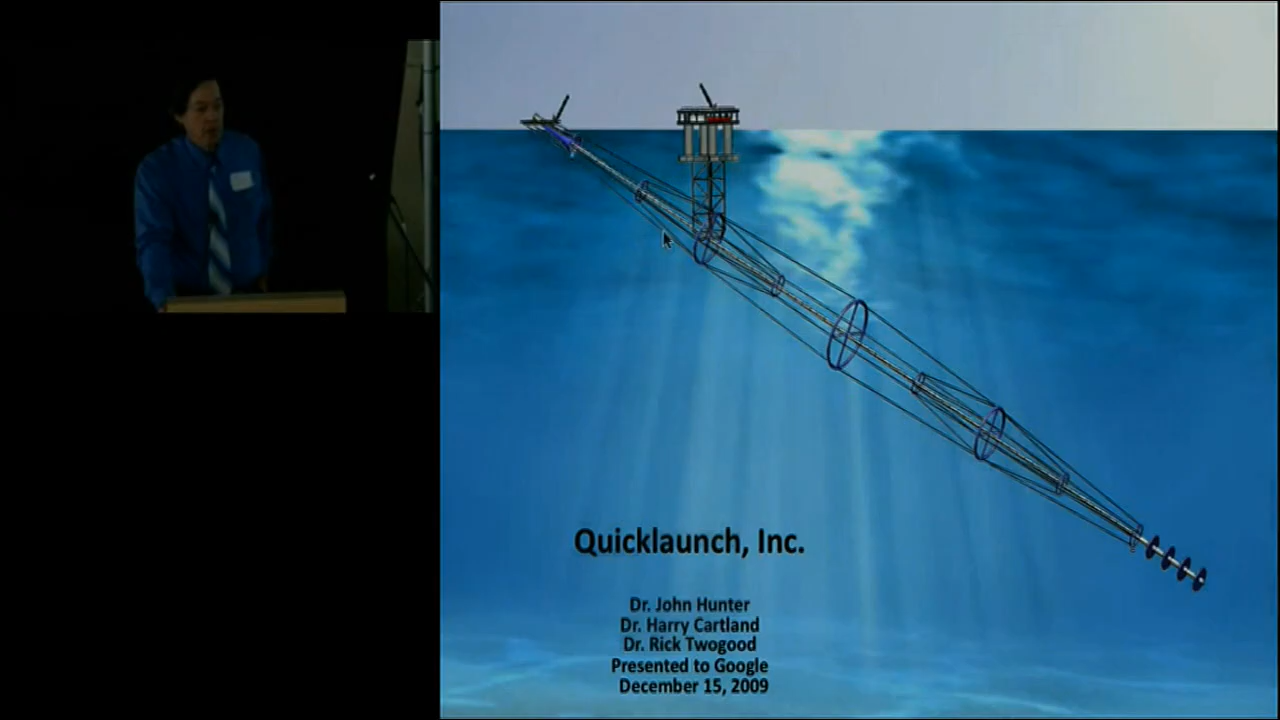 Quicklaunch, Inc.
Dr. John Hunter
Dr. Harry Cartland
Dr. Rick Twogood
Presented to Google
December 15, 2009